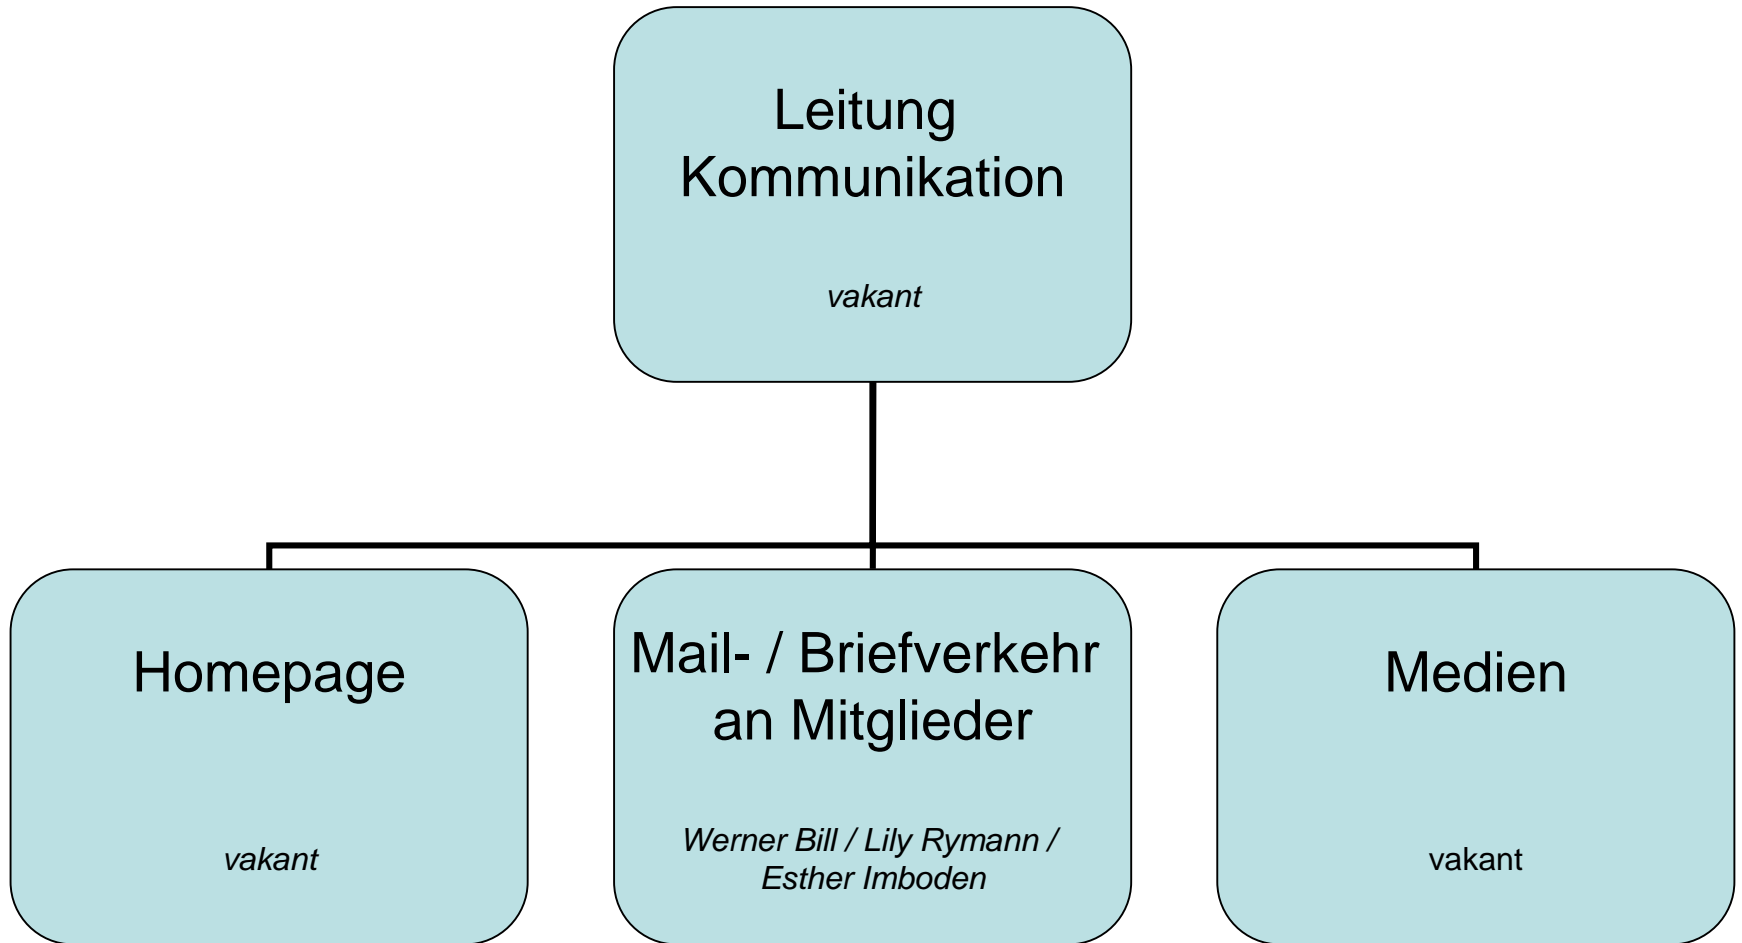 Leitung
Kommunikation
vakant
Homepage
vakant
Mail- / Briefverkehr
an Mitglieder
Werner Bill / Lily Rymann /
Esther Imboden
Medien
vakant